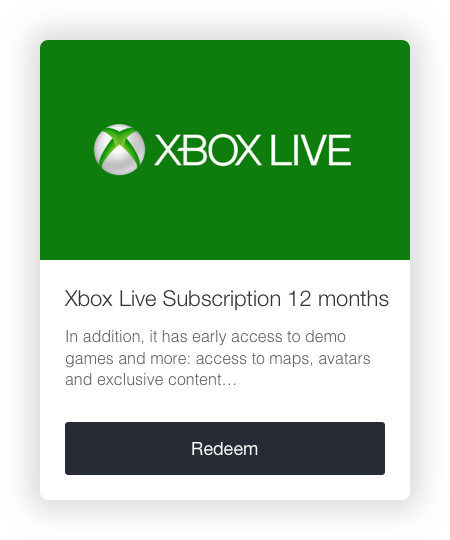 XBOX LIVE
Xbox Live Subscription 12 months
In addition, it has early access to demo
games and more: access to maps, avatars
and exclusive content…
Redeem